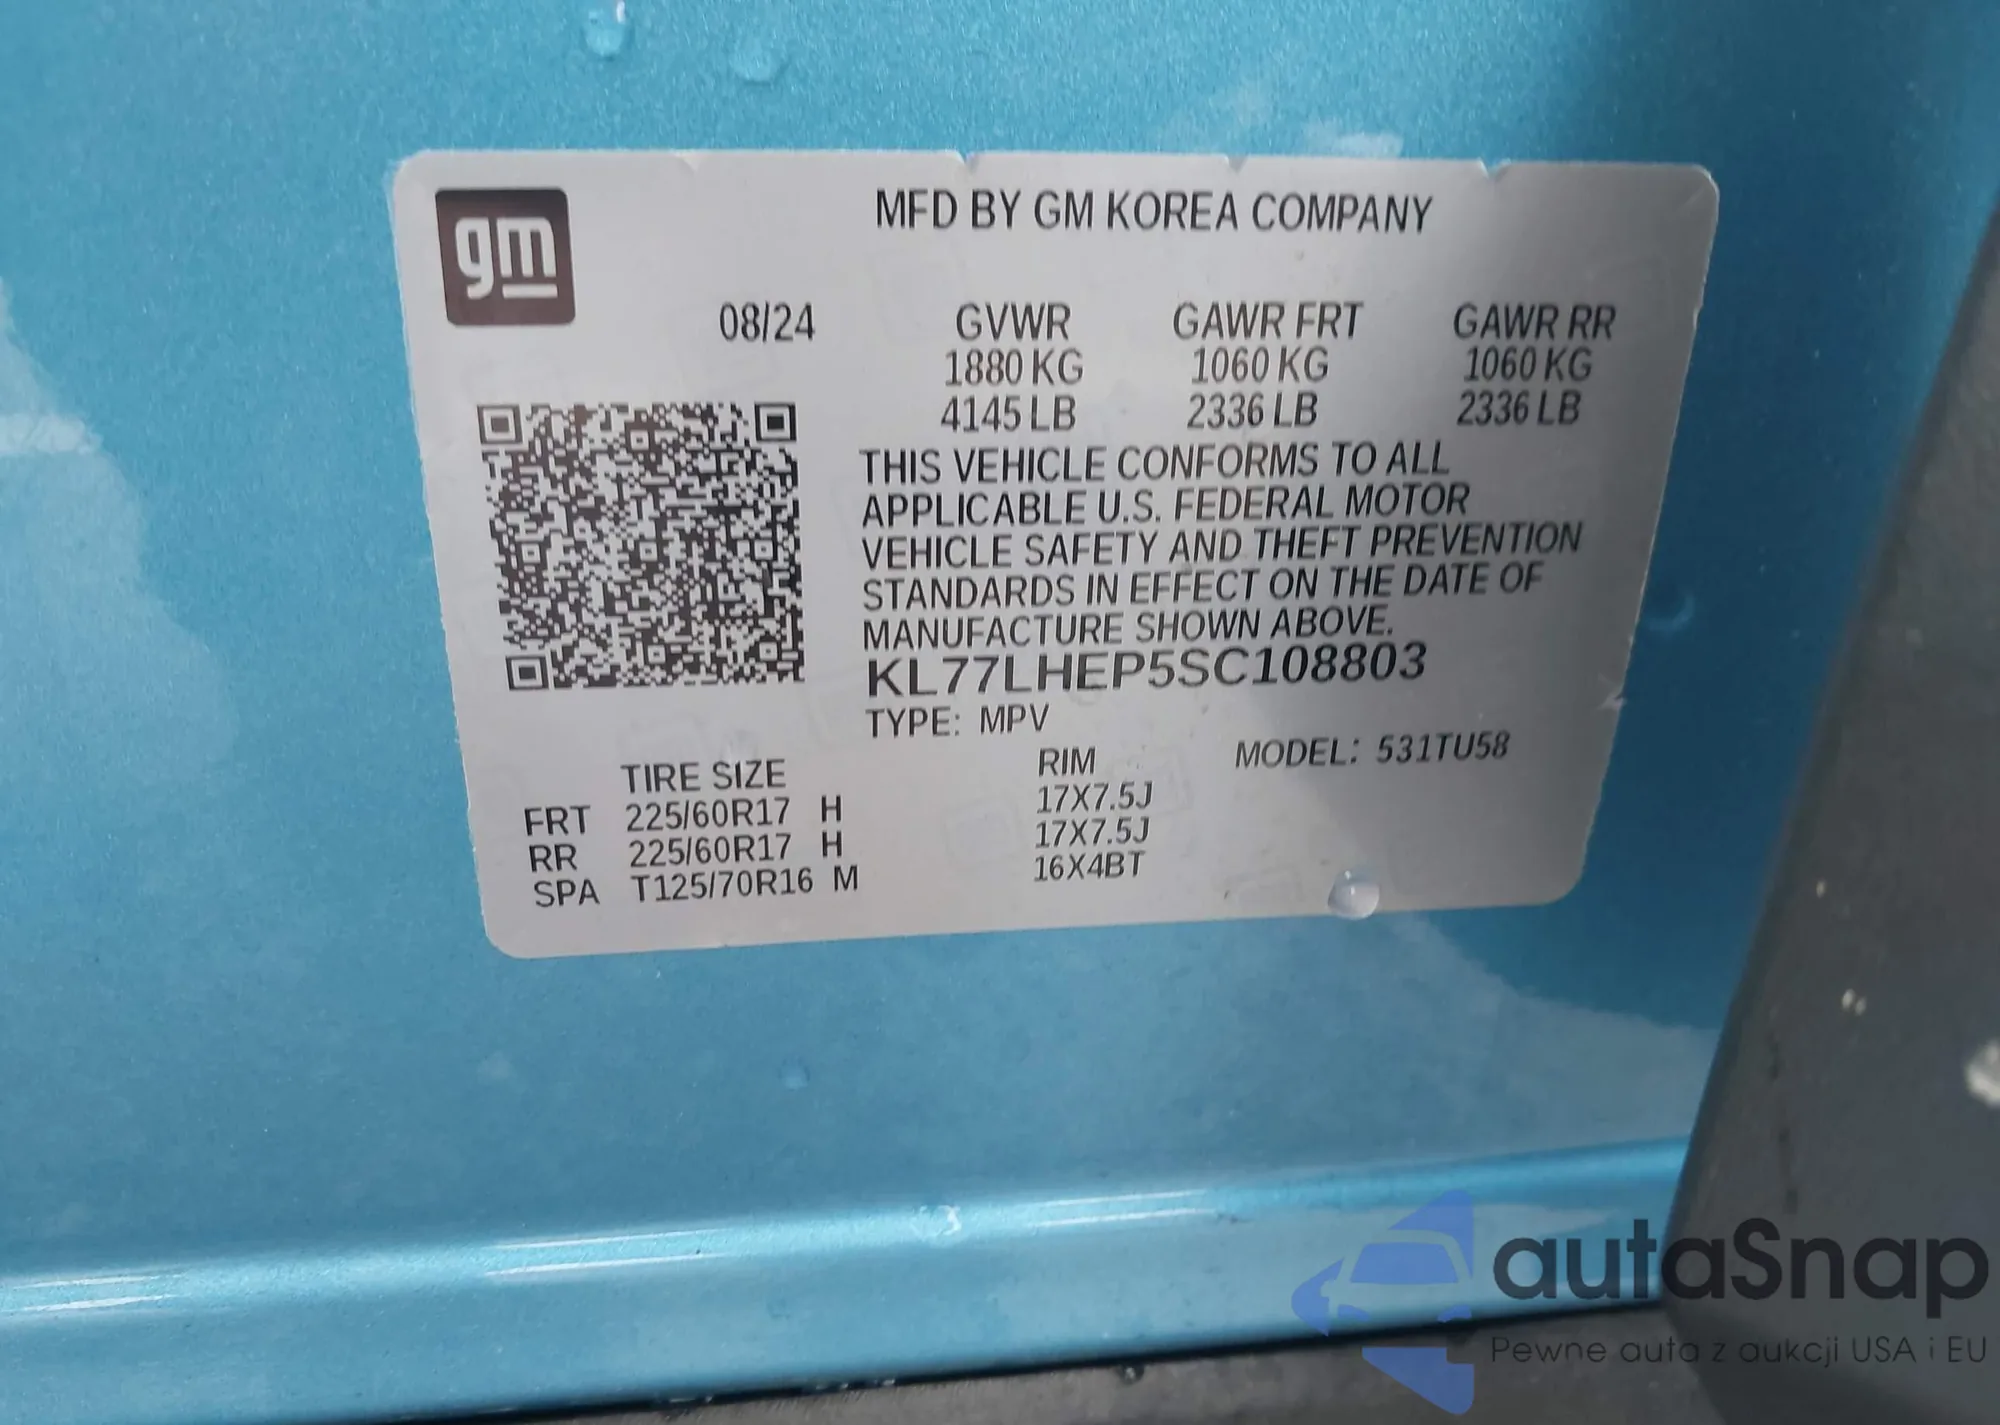 gm
MFD BY GM KOREA COMPANY
08/24 GVWR GAWR FRT GAWR RR
1880 KG 1060 KG 1060 KG
4145 LB 2336 LB 2336 LB
THIS VEHICLE CONFORMS TO ALL
APPLICABLE U.S. FEDERAL MOTOR
VEHICLE SAFETY AND THEFT PREVENTION
STANDARDS IN EFFECT ON THE DATE OF
MANUFACTURE SHOWN ABOVE.
KL77LHEP5SC108803
TYPE: MPV
TIRE SIZE RIM MODEL: 531TU58
FRT 225/60R17 H 17X7.5J
RR 225/60R17 H 17X7.5J
SPA T125/70R16 M 16X4BT
autaSnap
Pewne auta z aukcji USA i EU